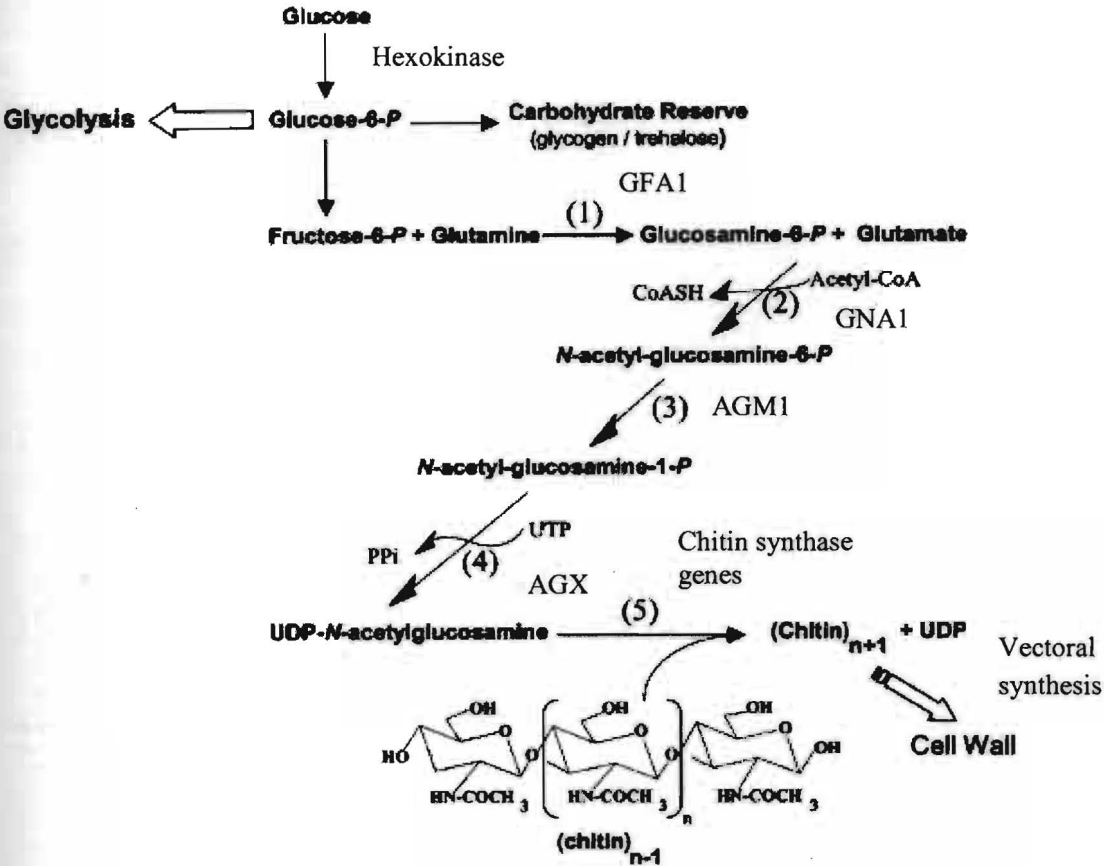 Glucose
Hexokinase
Glycolysis
Glucose-6-P
Carbohydrate Reserve
(glycogen / trehalose)
GFA1
(1)
Fructose-6-P + Glutamine
Glucosamine-6-P + Glutamate
Acetyl-CoA
CoASH
(2)
GNA1
N-acetyl-glucosamine-6-P
(3)
AGM1
N-acetyl-glucosamine-1-P
UTP
PPi
(4)
AGX
Chitin synthase
genes
(5)
UDP-N-acetylglucosamine
(Chitin)n+1 + UDP
Vectoral
synthesis
Cell Wall
OH
OH
OH
O
O
O
HO
O
O
OH
HN-COCH3
HN-COCH3
n
HN-COCH3
(chitin)n-1